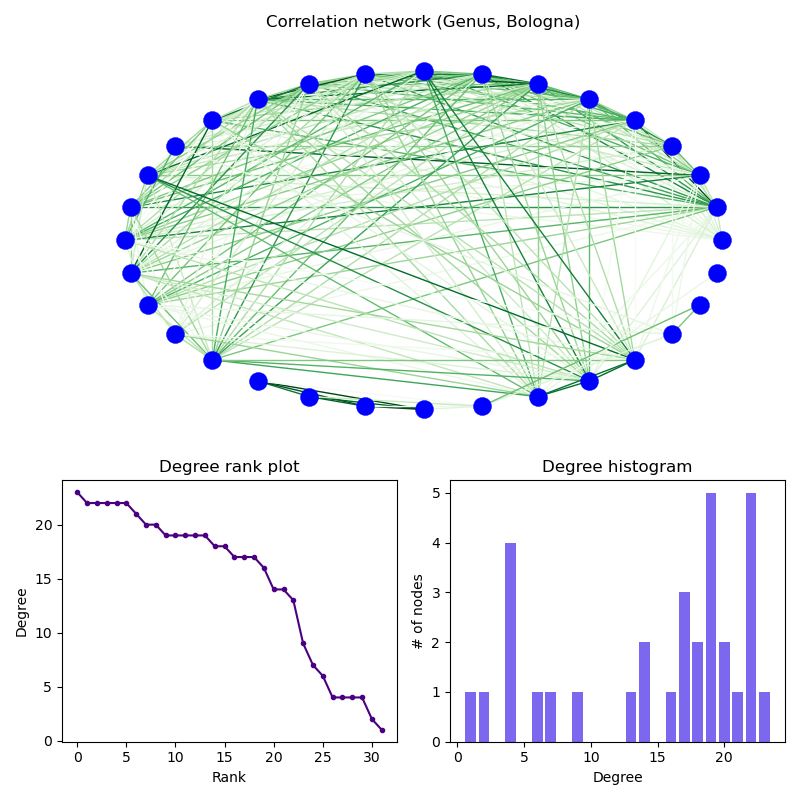 Correlation network (Genus, Bologna)
Degree rank plot
Degree histogram
20
15
10
5
0
Degree
0 5 10 15 20 25 30
Rank
5
4
3
2
1
0
# of nodes
0 5 10 15 20
Degree